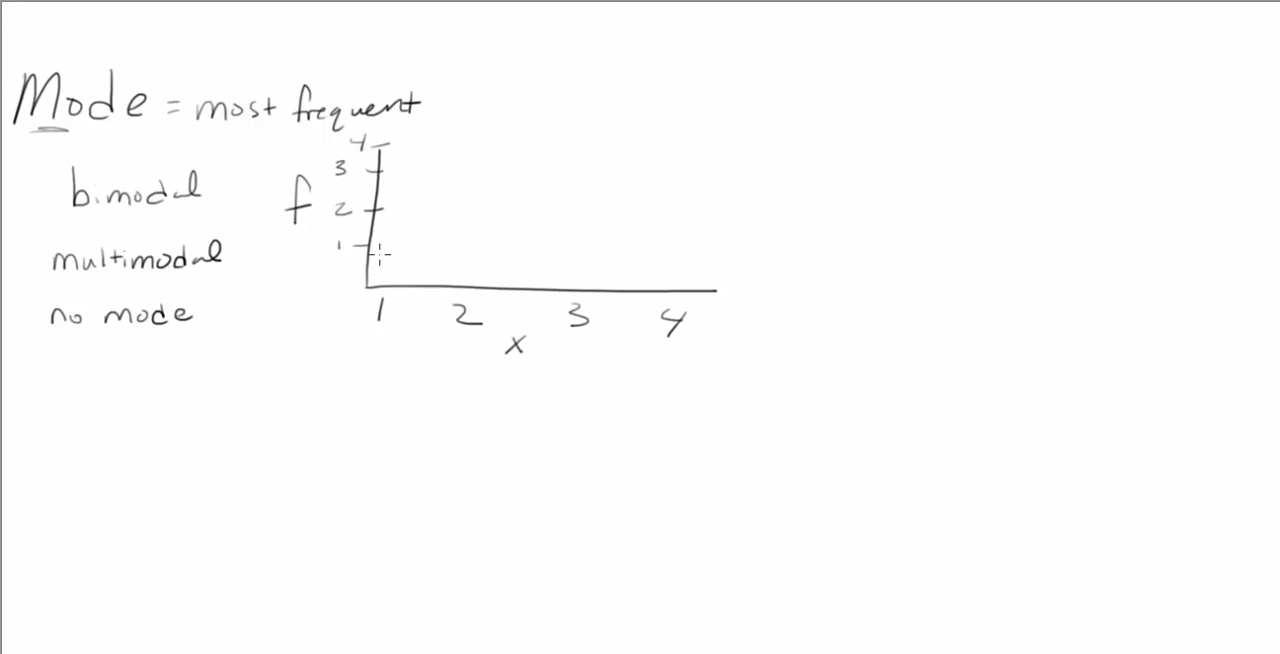 Mode = most frequent
bimodal
multimodal
no mode
f
4
3
2
1
1 2 3 4
x